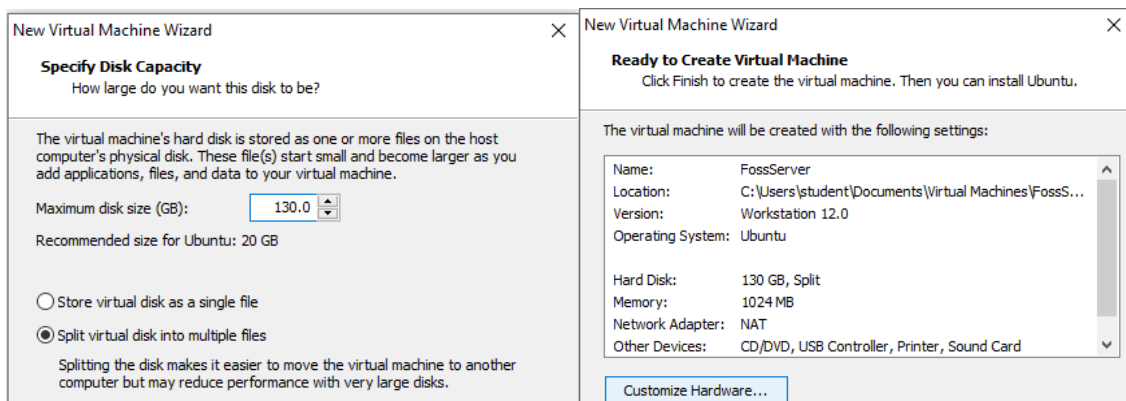 New Virtual Machine Wizard
Specify Disk Capacity
How large do you want this disk to be?
The virtual machine's hard disk is stored as one or more files on the host
computer's physical disk. These file(s) start small and become larger as you
add applications, files, and data to your virtual machine.
Maximum disk size (GB): 130.0
Recommended size for Ubuntu: 20 GB
Store virtual disk as a single file
Split virtual disk into multiple files
Splitting the disk makes it easier to move the virtual machine to another
computer but may reduce performance with very large disks.
New Virtual Machine Wizard
Ready to Create Virtual Machine
Click Finish to create the virtual machine. Then you can install Ubuntu.
The virtual machine will be created with the following settings:
Name: FossServer
Location: C:\Users\student\Documents\Virtual Machines\FossS...
Version: Workstation 12.0
Operating System: Ubuntu
Hard Disk: 130 GB, Split
Memory: 1024 MB
Network Adapter: NAT
Other Devices: CD/DVD, USB Controller, Printer, Sound Card
Customize Hardware...